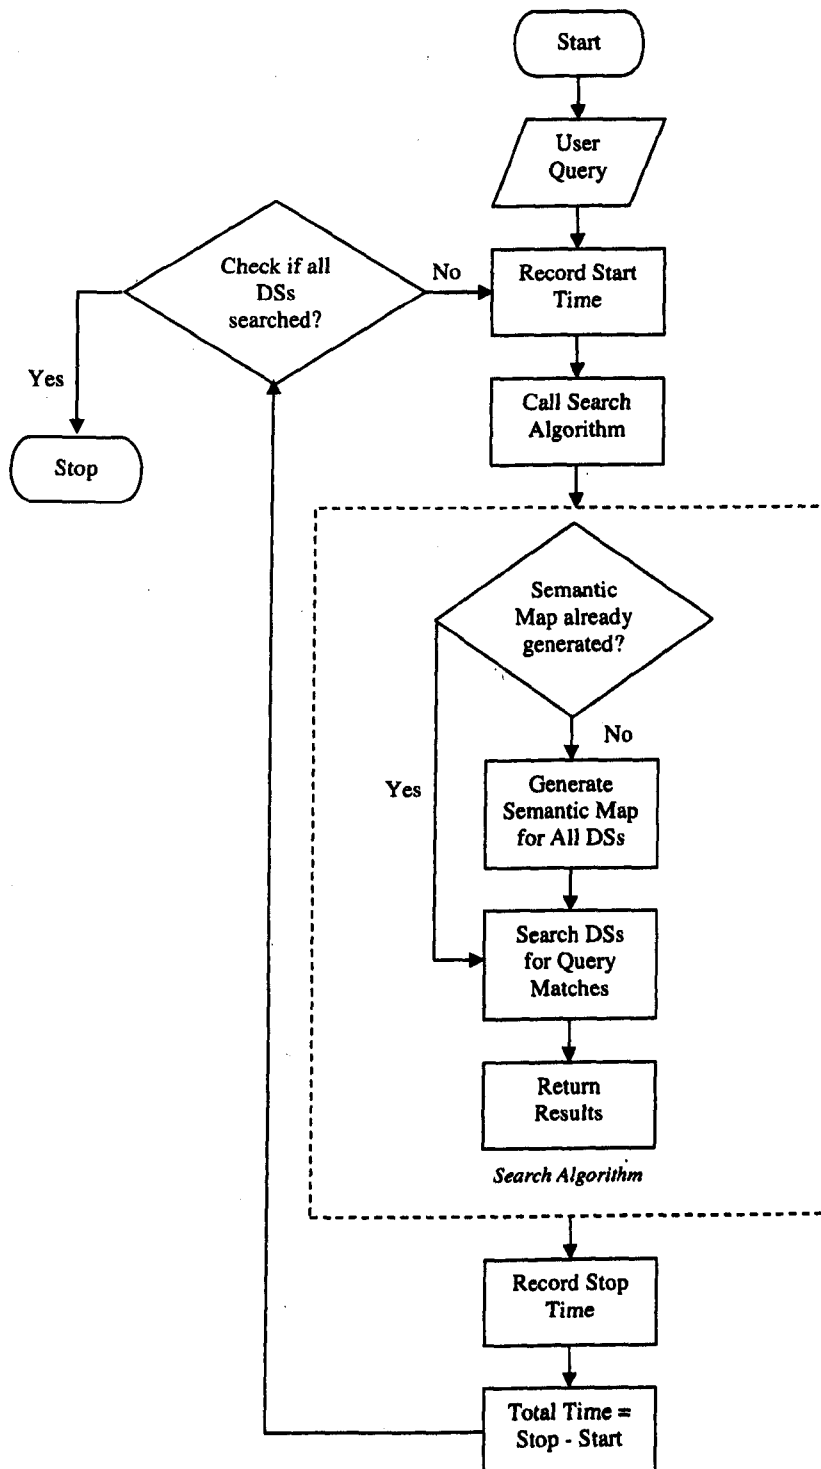 Start
User
Query
Check if all
DSs
searched?
No
Record Start
Time
Yes
Call Search
Algorithm
Stop
Semantic
Map already
generated?
No
Yes
Generate
Semantic Map
for All DSs
Search DSs
for Query
Matches
Return
Results
Search Algorithm
Record Stop
Time
Total Time =
Stop - Start